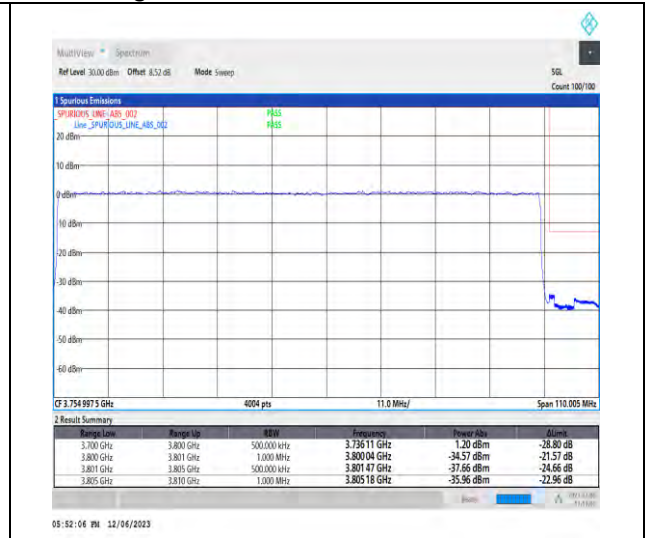 MultiView Spectrum
Ref Level 30.00 dBm Offset 8.52 dB Mode Sweep SGL
Count 100/100
1 Spurious Emissions
_SPURIOUS_LINE_ABS_002 PASS
Line _SPURIOUS_LINE_ABS_002 PASS
20 dBm
10 dBm
0 dBm
-10 dBm
-20 dBm
-30 dBm
-40 dBm
-50 dBm
-60 dBm
CF 3.754 997 5 GHz 4004 pts 11.0 MHz/ Span 110.005 MHz
2 Result Summary
Range Low Range Up RBW Frequency Power Abs ΔLimit
3.700 GHz 3.800 GHz 500.000 kHz 3.736 11 GHz 1.20 dBm -28.80 dB
3.800 GHz 3.801 GHz 1.000 MHz 3.800 04 GHz -34.57 dBm -21.57 dB
3.801 GHz 3.805 GHz 500.000 kHz 3.801 47 GHz -37.66 dBm -24.66 dB
3.805 GHz 3.810 GHz 1.000 MHz 3.805 18 GHz -35.96 dBm -22.96 dB
05:52:06 PM 12/06/2023